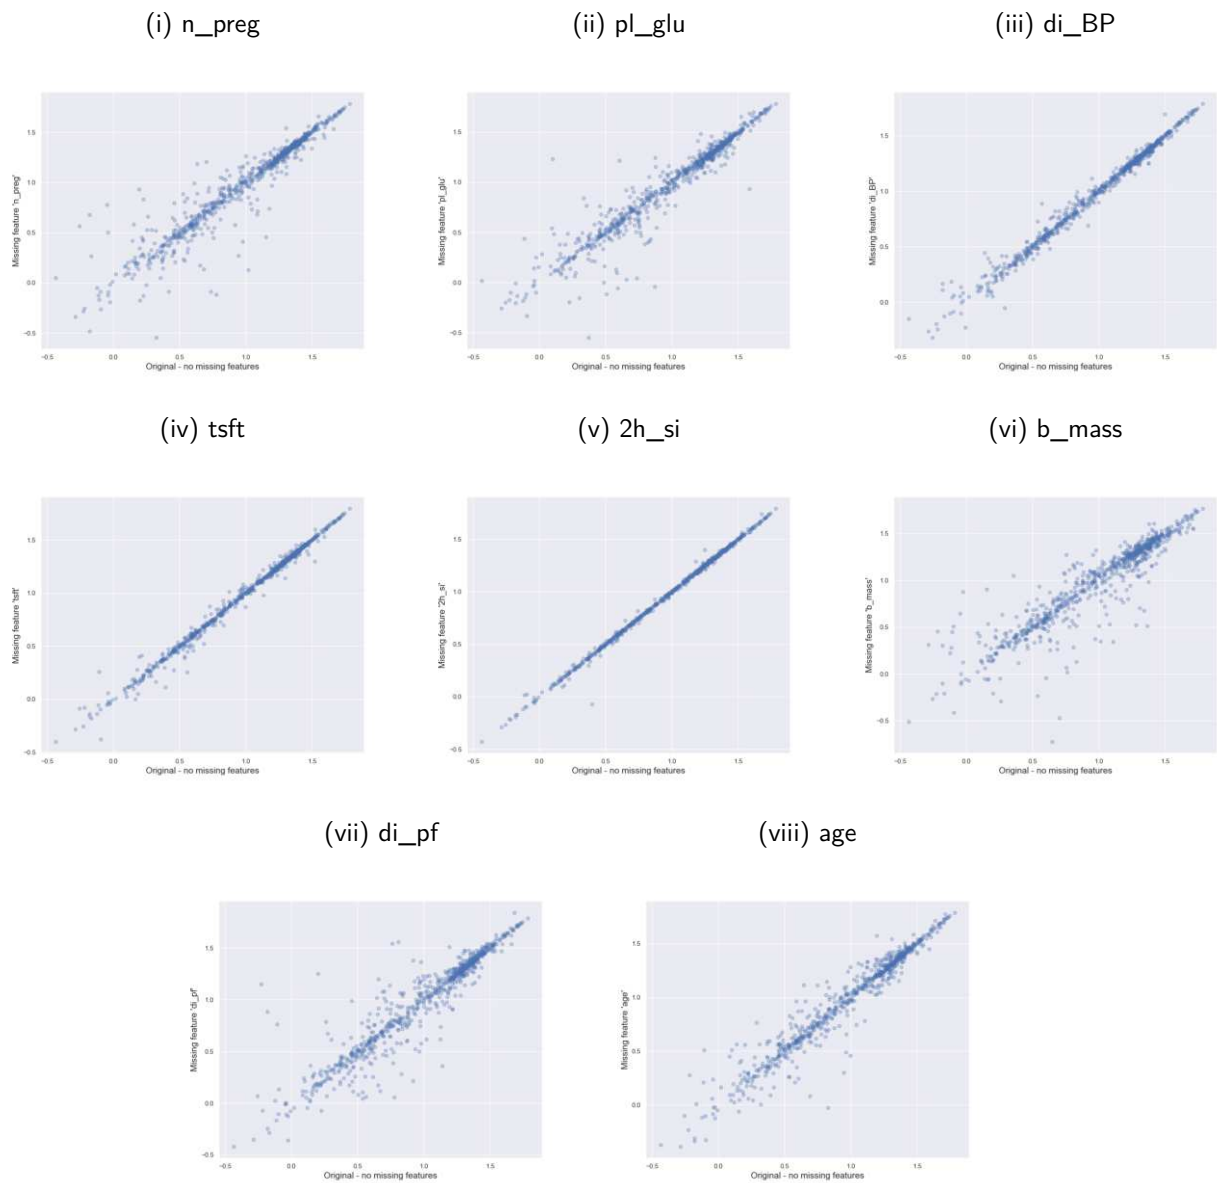 (i) n_preg (ii) pl_glu (iii) di_BP
1.5
1.0
0.5
0.0
−0.5
Missing feature 'n_preg'
−0.5 0.0 0.5 1.0 1.5
Original - no missing features
1.5
1.0
0.5
0.0
−0.5
Missing feature 'pl_glu'
−0.5 0.0 0.5 1.0 1.5
Original - no missing features
1.5
1.0
0.5
0.0
−0.5
Missing feature 'di_BP'
−0.5 0.0 0.5 1.0 1.5
Original - no missing features
(iv) tsft (v) 2h_si (vi) b_mass
1.5
1.0
0.5
0.0
−0.5
Missing feature 'tsft'
−0.5 0.0 0.5 1.0 1.5
Original - no missing features
1.5
1.0
0.5
0.0
−0.5
Missing feature '2h_si'
−0.5 0.0 0.5 1.0 1.5
Original - no missing features
1.5
1.0
0.5
0.0
−0.5
Missing feature 'b_mass'
−0.5 0.0 0.5 1.0 1.5
Original - no missing features
(vii) di_pf (viii) age
1.5
1.0
0.5
0.0
−0.5
Missing feature 'di_pf'
−0.5 0.0 0.5 1.0 1.5
Original - no missing features
1.5
1.0
0.5
0.0
−0.5
Missing feature 'age'
−0.5 0.0 0.5 1.0 1.5
Original - no missing features